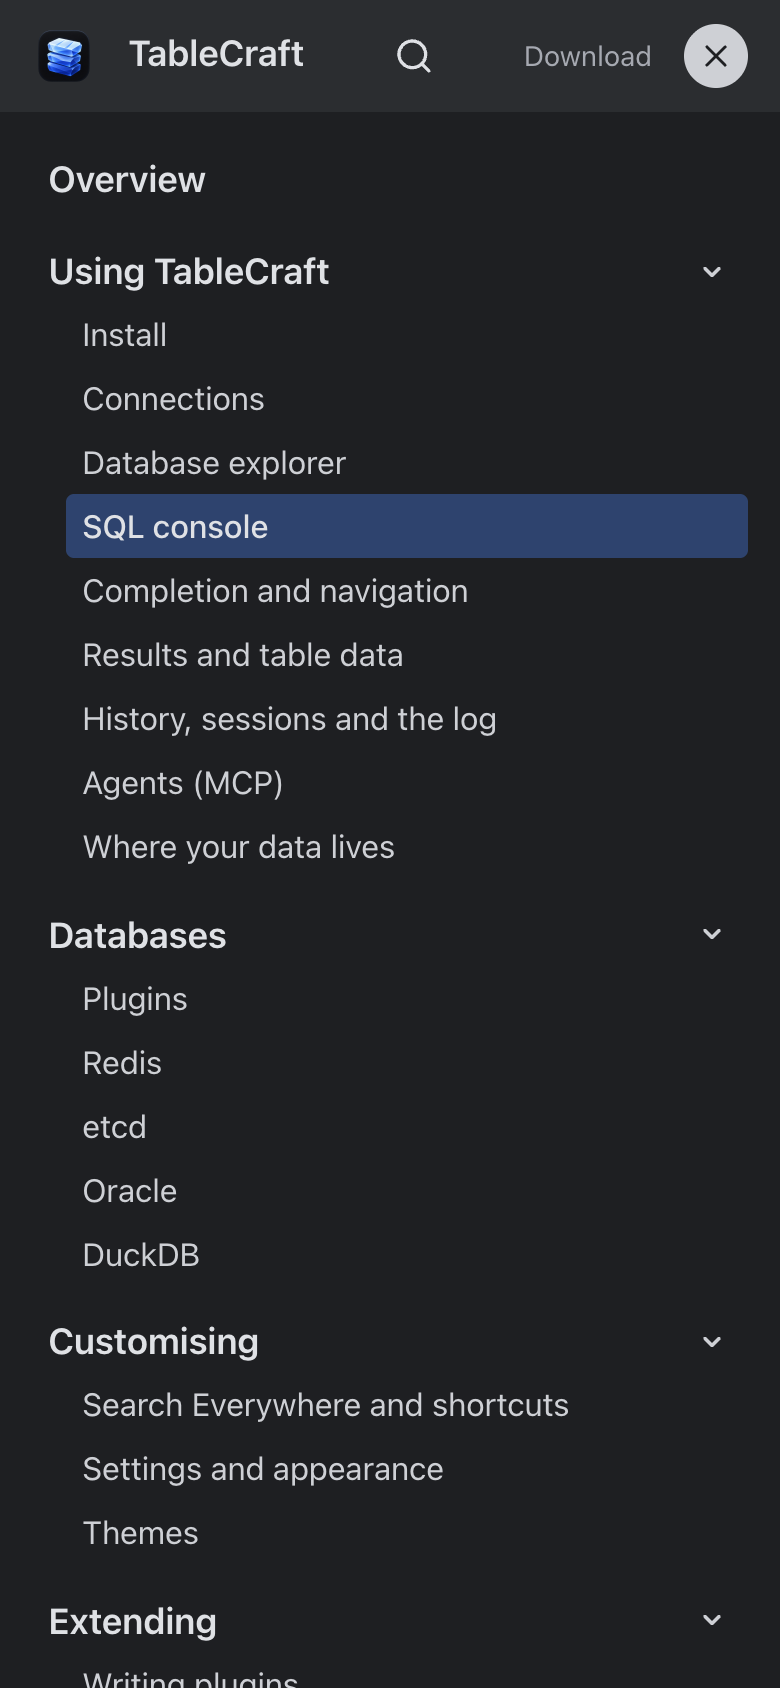 TableCraft
Download
Overview
Using TableCraft
Install
Connections
Database explorer
SQL console
Completion and navigation
Results and table data
History, sessions and the log
Agents (MCP)
Where your data lives
Databases
Plugins
Redis
etcd
Oracle
DuckDB
Customising
Search Everywhere and shortcuts
Settings and appearance
Themes
Extending
Writing plugins